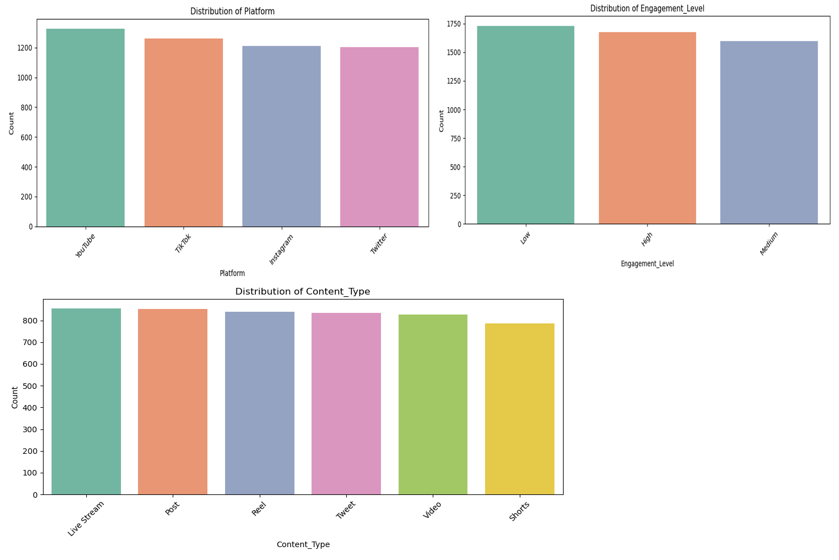 Distribution of Platform
Count
1200
1000
800
600
400
200
0
YouTube
TikTok
Instagram
Twitter
Platform
Distribution of Engagement_Level
Count
1750
1500
1250
1000
750
500
250
0
Low
High
Medium
Engagement_Level
Distribution of Content_Type
Count
800
700
600
500
400
300
200
100
0
Live Stream
Post
Reel
Tweet
Video
Shorts
Content_Type